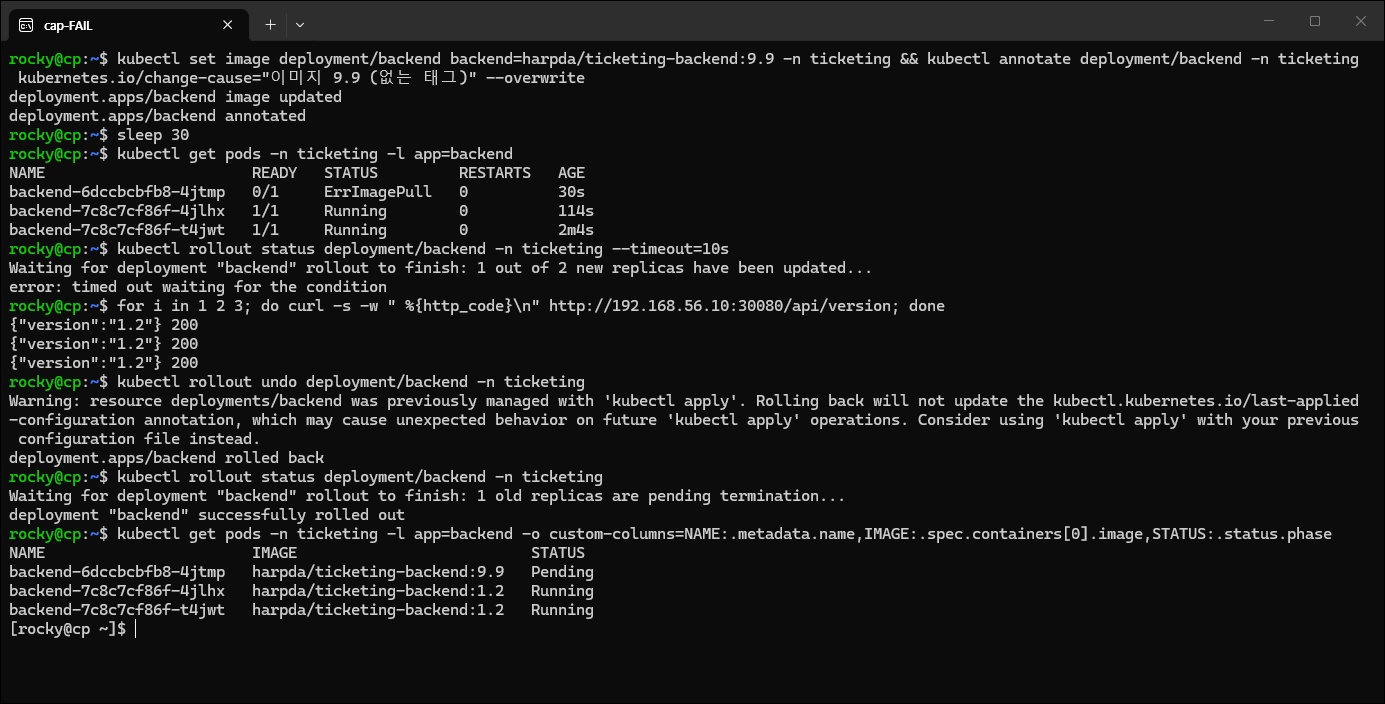 cap-FAIL
rocky@cp:~$ kubectl set image deployment/backend backend=harpda/ticketing-backend:9.9 -n ticketing && kubectl annotate deployment/backend -n ticketing
 kubernetes.io/change-cause="이미지 9.9 (없는 태그)" --overwrite
deployment.apps/backend image updated
deployment.apps/backend annotated
rocky@cp:~$ sleep 30
rocky@cp:~$ kubectl get pods -n ticketing -l app=backend
NAME                       READY   STATUS         RESTARTS   AGE
backend-6dccbcbfb8-4jtmp   0/1     ErrImagePull   0          30s
backend-7c8c7cf86f-4jlhx   1/1     Running        0          114s
backend-7c8c7cf86f-t4jwt   1/1     Running        0          2m4s
rocky@cp:~$ kubectl rollout status deployment/backend -n ticketing --timeout=10s
Waiting for deployment "backend" rollout to finish: 1 out of 2 new replicas have been updated...
error: timed out waiting for the condition
rocky@cp:~$ for i in 1 2 3; do curl -s -w " %{http_code}\n" http://192.168.56.10:30080/api/version; done
{"version":"1.2"} 200
{"version":"1.2"} 200
{"version":"1.2"} 200
rocky@cp:~$ kubectl rollout undo deployment/backend -n ticketing
Warning: resource deployments/backend was previously managed with 'kubectl apply'. Rolling back will not update the kubectl.kubernetes.io/last-applied
-configuration annotation, which may cause unexpected behavior on future 'kubectl apply' operations. Consider using 'kubectl apply' with your previous
 configuration file instead.
deployment.apps/backend rolled back
rocky@cp:~$ kubectl rollout status deployment/backend -n ticketing
Waiting for deployment "backend" rollout to finish: 1 old replicas are pending termination...
deployment "backend" successfully rolled out
rocky@cp:~$ kubectl get pods -n ticketing -l app=backend -o custom-columns=NAME:.metadata.name,IMAGE:.spec.containers[0].image,STATUS:.status.phase
NAME                       IMAGE                          STATUS
backend-6dccbcbfb8-4jtmp   harpda/ticketing-backend:9.9   Pending
backend-7c8c7cf86f-4jlhx   harpda/ticketing-backend:1.2   Running
backend-7c8c7cf86f-t4jwt   harpda/ticketing-backend:1.2   Running
[rocky@cp ~]$